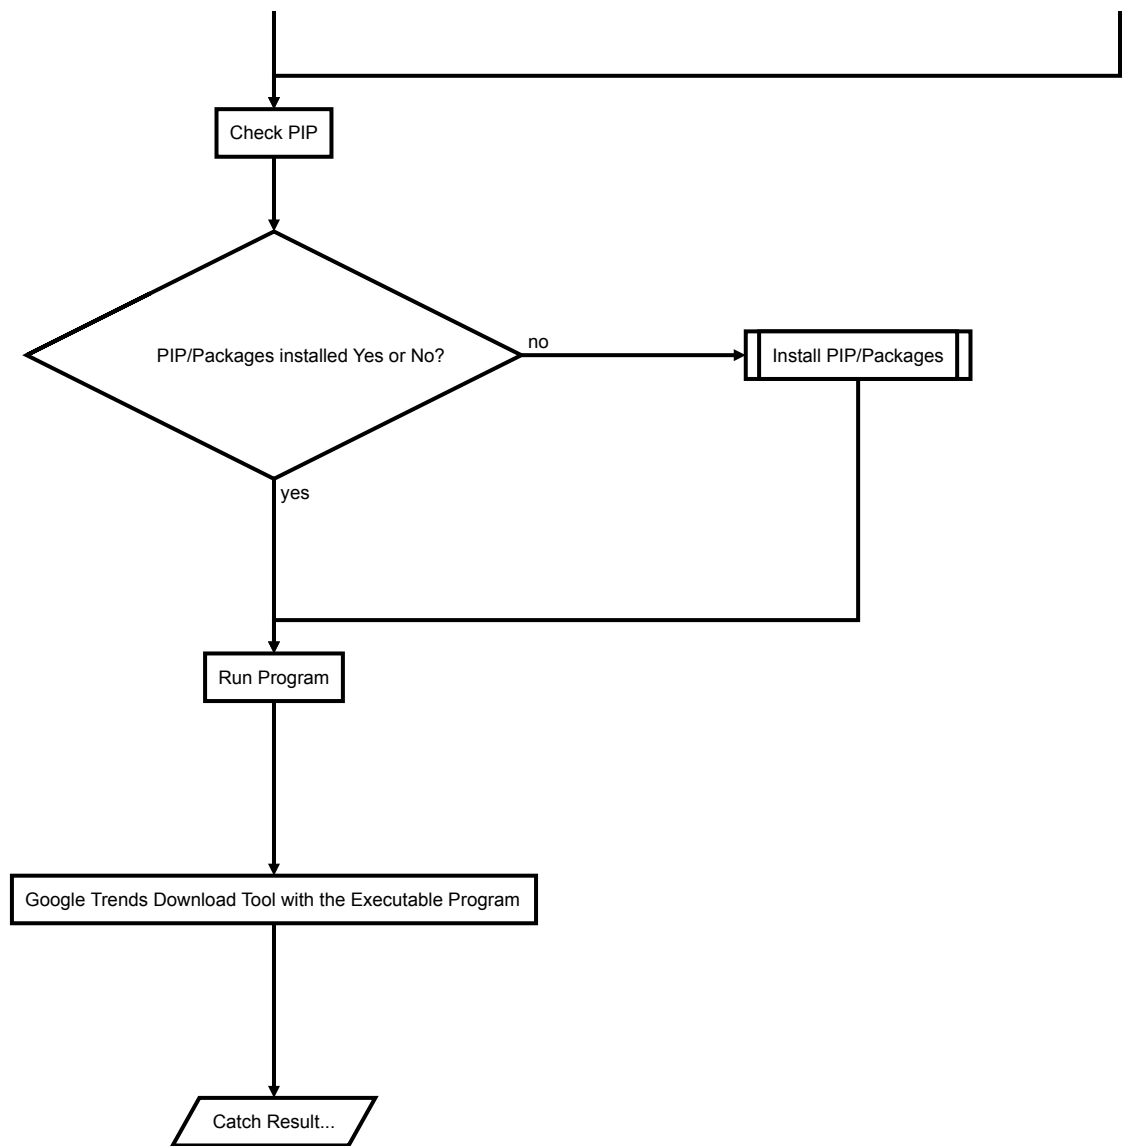 Check PIP
PIP/Packages installed Yes or No?
no
Install PIP/Packages
yes
Run Program
Google Trends Download Tool with the Executable Program
Catch Result...